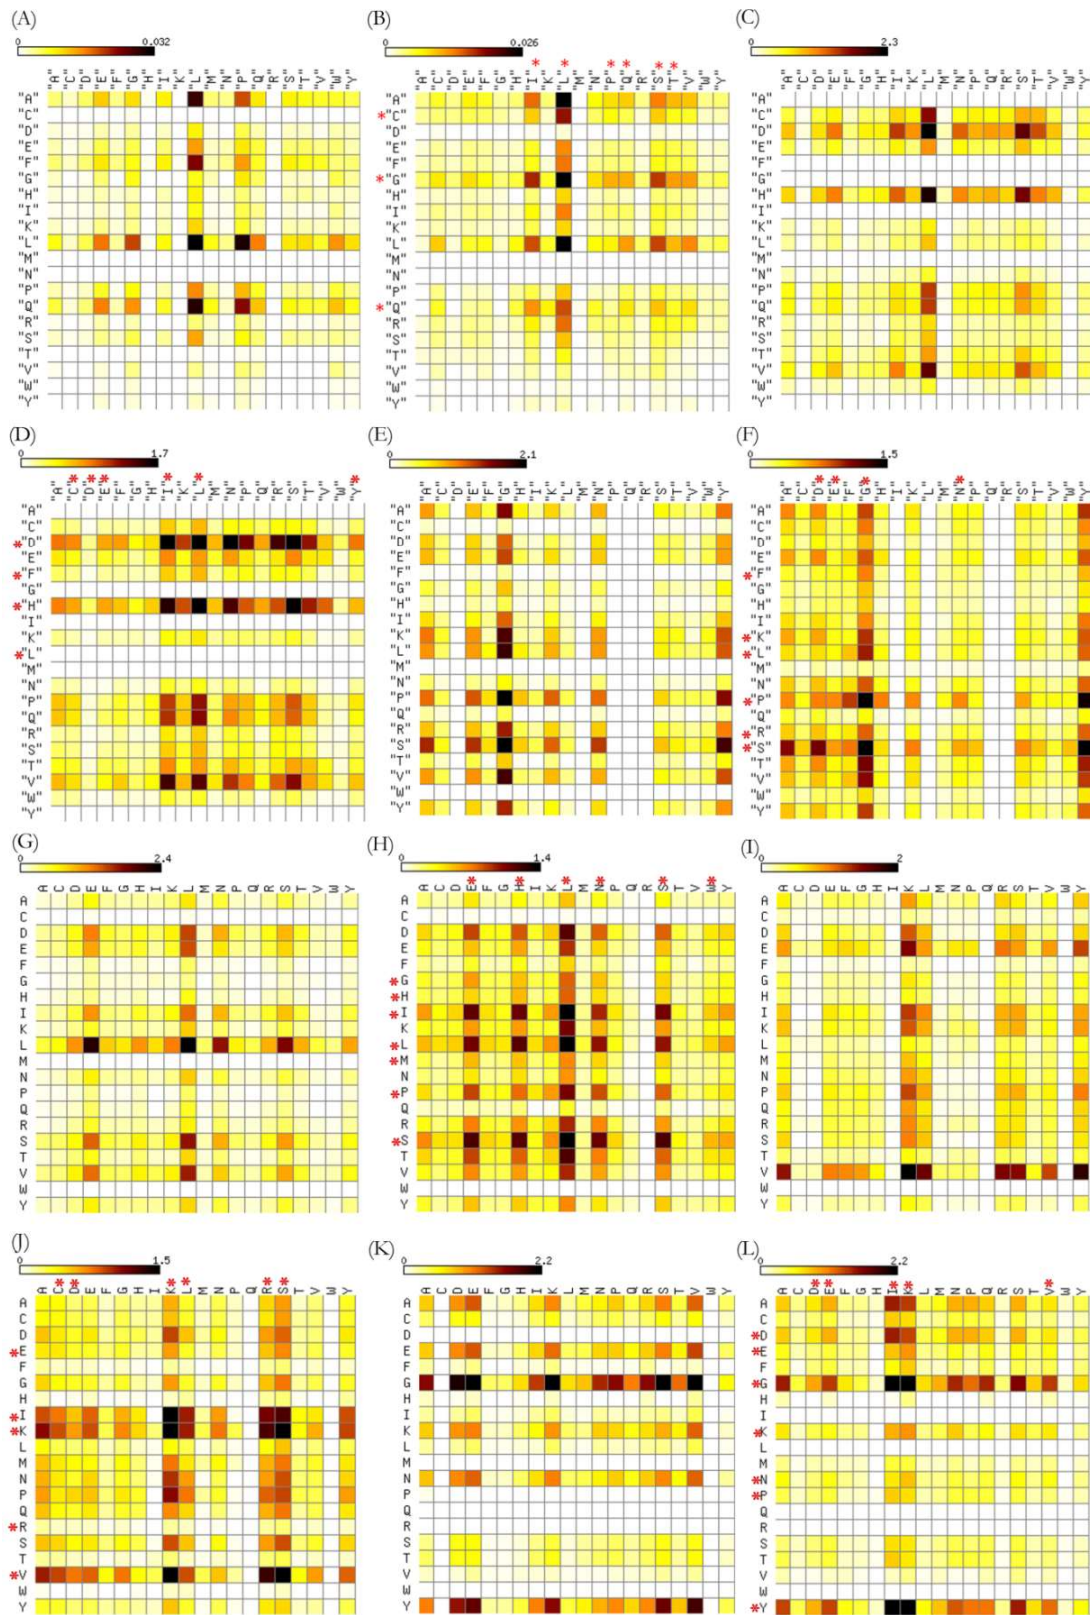 (A)
0 0.032
"A" "C" "D" "E" "F" "G" "H" "I" "K" "L" "M" "N" "P" "Q" "R" "S" "T" "V" "W" "Y"
"A" "C" "D" "E" "F" "G" "H" "I" "K" "L" "M" "N" "P" "Q" "R" "S" "T" "V" "W" "Y"
(B)
0 0.026
"A" "C" "D" "E" "F" "G" "H" "I"* "K" "L"* "M" "N" "P"* "Q"* "R" "S"* "T"* "V" "W" "Y"
"A" *"C" "D" "E" "F" *"G" "H" "I" "K" "L" "M" "N" "P" *"Q" "R" "S" "T" "V" "W" "Y"
(C)
0 2.3
"A" "C" "D" "E" "F" "G" "H" "I" "K" "L" "M" "N" "P" "Q" "R" "S" "T" "V" "W" "Y"
"A" "C" "D" "E" "F" "G" "H" "I" "K" "L" "M" "N" "P" "Q" "R" "S" "T" "V" "W" "Y"
(D)
0 1.7
"A" "C"* "D"* "E"* "F" "G" "H" "I"* "K" "L"* "M" "N" "P" "Q" "R" "S" "T" "V" "W" "Y"*
"A" "C" *"D" "E" *"F" "G" *"H" "I" "K" *"L" "M" "N" "P" "Q" "R" "S" "T" "V" "W" "Y"
(E)
0 2.1
"A" "C" "D" "E" "F" "G" "H" "I" "K" "L" "M" "N" "P" "Q" "R" "S" "T" "V" "W" "Y"
"A" "C" "D" "E" "F" "G" "H" "I" "K" "L" "M" "N" "P" "Q" "R" "S" "T" "V" "W" "Y"
(F)
0 1.5
"A" "C" "D"* "E"* "F" "G"* "H" "I" "K" "L" "M" "N"* "P" "Q" "R" "S" "T" "V" "W" "Y"
"A" "C" "D" "E" *"F" "G" "H" "I" *"K" *"L" "M" "N" *"P" "Q" *"R" *"S" "T" "V" "W" "Y"
(G)
0 2.4
A C D E F G H I K L M N P Q R S T V W Y
A C D E F G H I K L M N P Q R S T V W Y
(H)
0 1.4
A C D E* F G H* I K L* M N* P Q R S* T V W* Y
A C D E F *G *H *I K *L *M N *P Q R *S T V W Y
(I)
0 2
A C D E F G H I K L M N P Q R S T V W Y
A C D E F G H I K L M N P Q R S T V W Y
(J)
0 1.5
A C* D* E F G H I K* L* M N P Q R* S* T V W Y
A C D *E F G H *I *K L M N P Q *R S T *V W Y
(K)
0 2.2
A C D E F G H I K L M N P Q R S T V W Y
A C D E F G H I K L M N P Q R S T V W Y
(L)
0 2.2
A C D* E* F G H I* K* L M N P Q R S T V* W Y
A C *D *E F *G H I *K L M *N *P Q R S T V W *Y